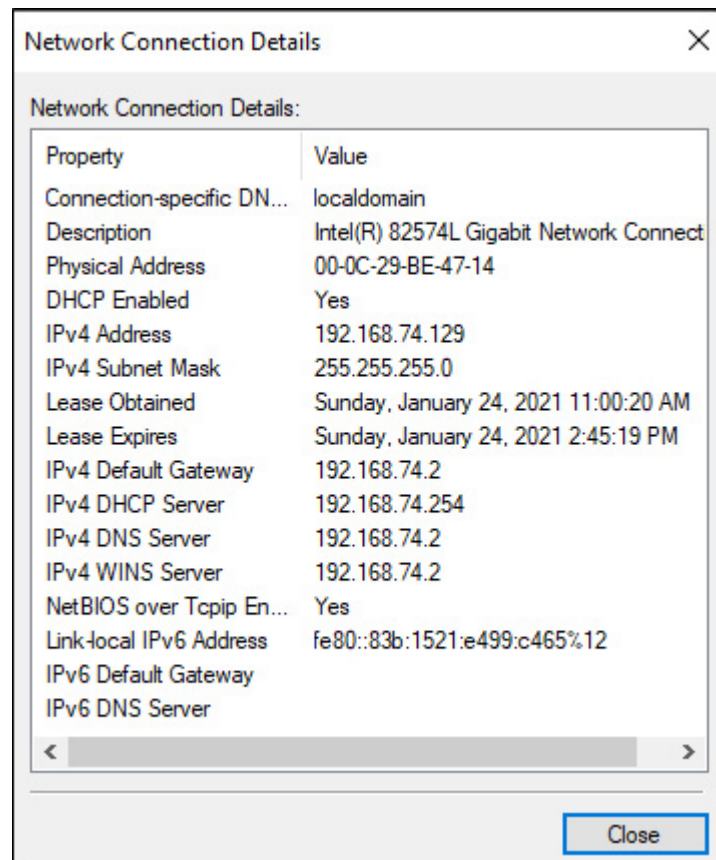 Network Connection Details
Network Connection Details:
Property Value
Connection-specific DN... localdomain
Description Intel(R) 82574L Gigabit Network Connect
Physical Address 00-0C-29-BE-47-14
DHCP Enabled Yes
IPv4 Address 192.168.74.129
IPv4 Subnet Mask 255.255.255.0
Lease Obtained Sunday, January 24, 2021 11:00:20 AM
Lease Expires Sunday, January 24, 2021 2:45:19 PM
IPv4 Default Gateway 192.168.74.2
IPv4 DHCP Server 192.168.74.254
IPv4 DNS Server 192.168.74.2
IPv4 WINS Server 192.168.74.2
NetBIOS over Tcpip En... Yes
Link-local IPv6 Address fe80::83b:1521:e499:c465%12
IPv6 Default Gateway
IPv6 DNS Server
Close